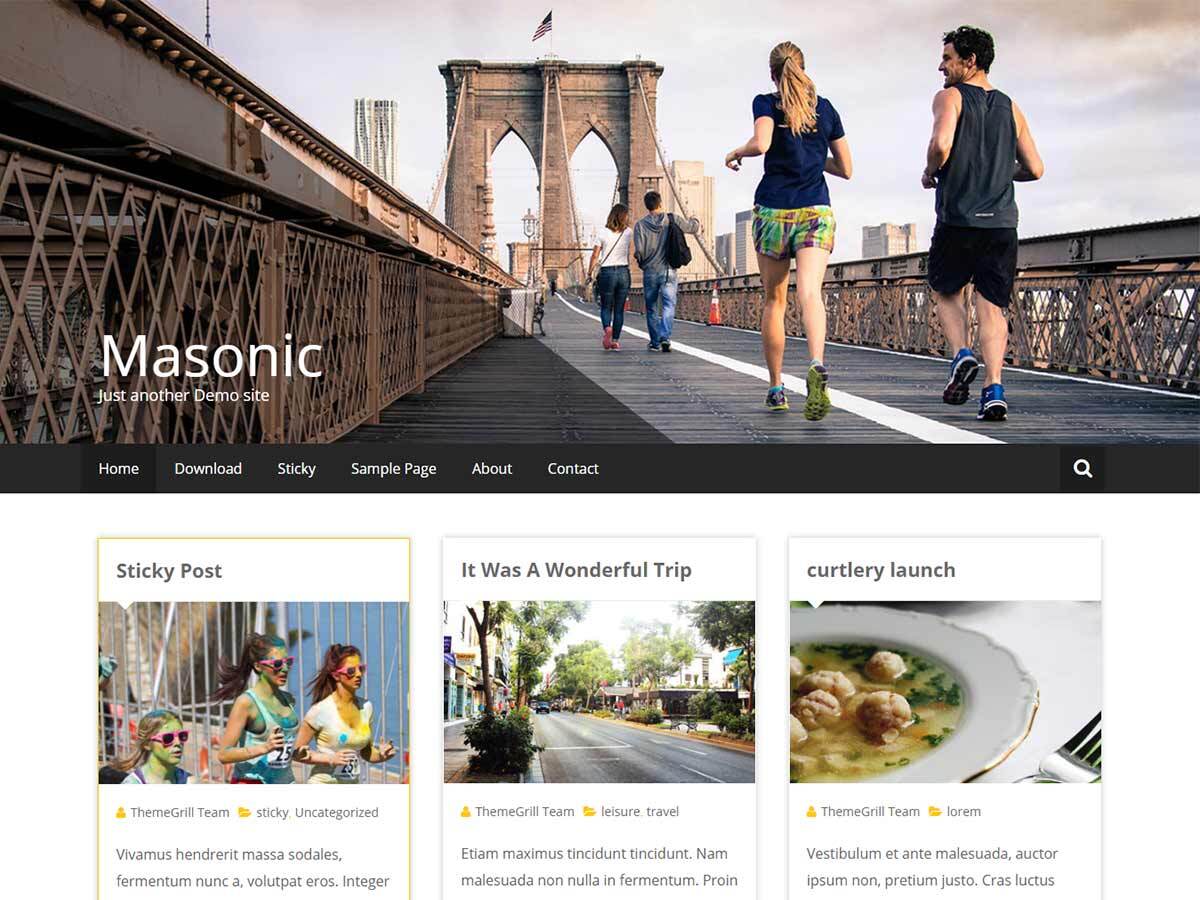 Masonic
Just another Demo site
Home Download Sticky Sample Page About Contact
Sticky Post
It Was A Wonderful Trip
curtlery launch
25
ThemeGrill Team sticky, Uncategorized
ThemeGrill Team leisure, travel
ThemeGrill Team lorem
Vivamus hendrerit massa sodales,
fermentum nunc a, volutpat eros. Integer
Etiam maximus tincidunt tincidunt. Nam
malesuada non nulla in fermentum. Proin
Vestibulum et ante malesuada, auctor
ipsum non, pretium justo. Cras luctus